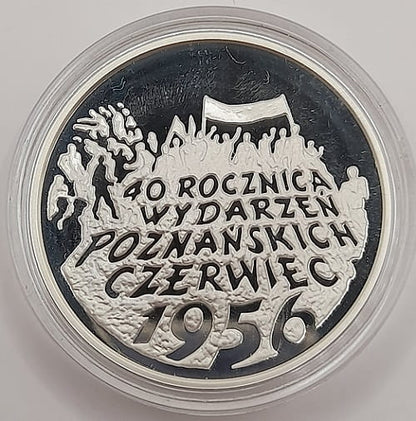 40 ROCZNICA
WYDARZEŃ
POZNAŃSKICH
CZERWIEC
1956